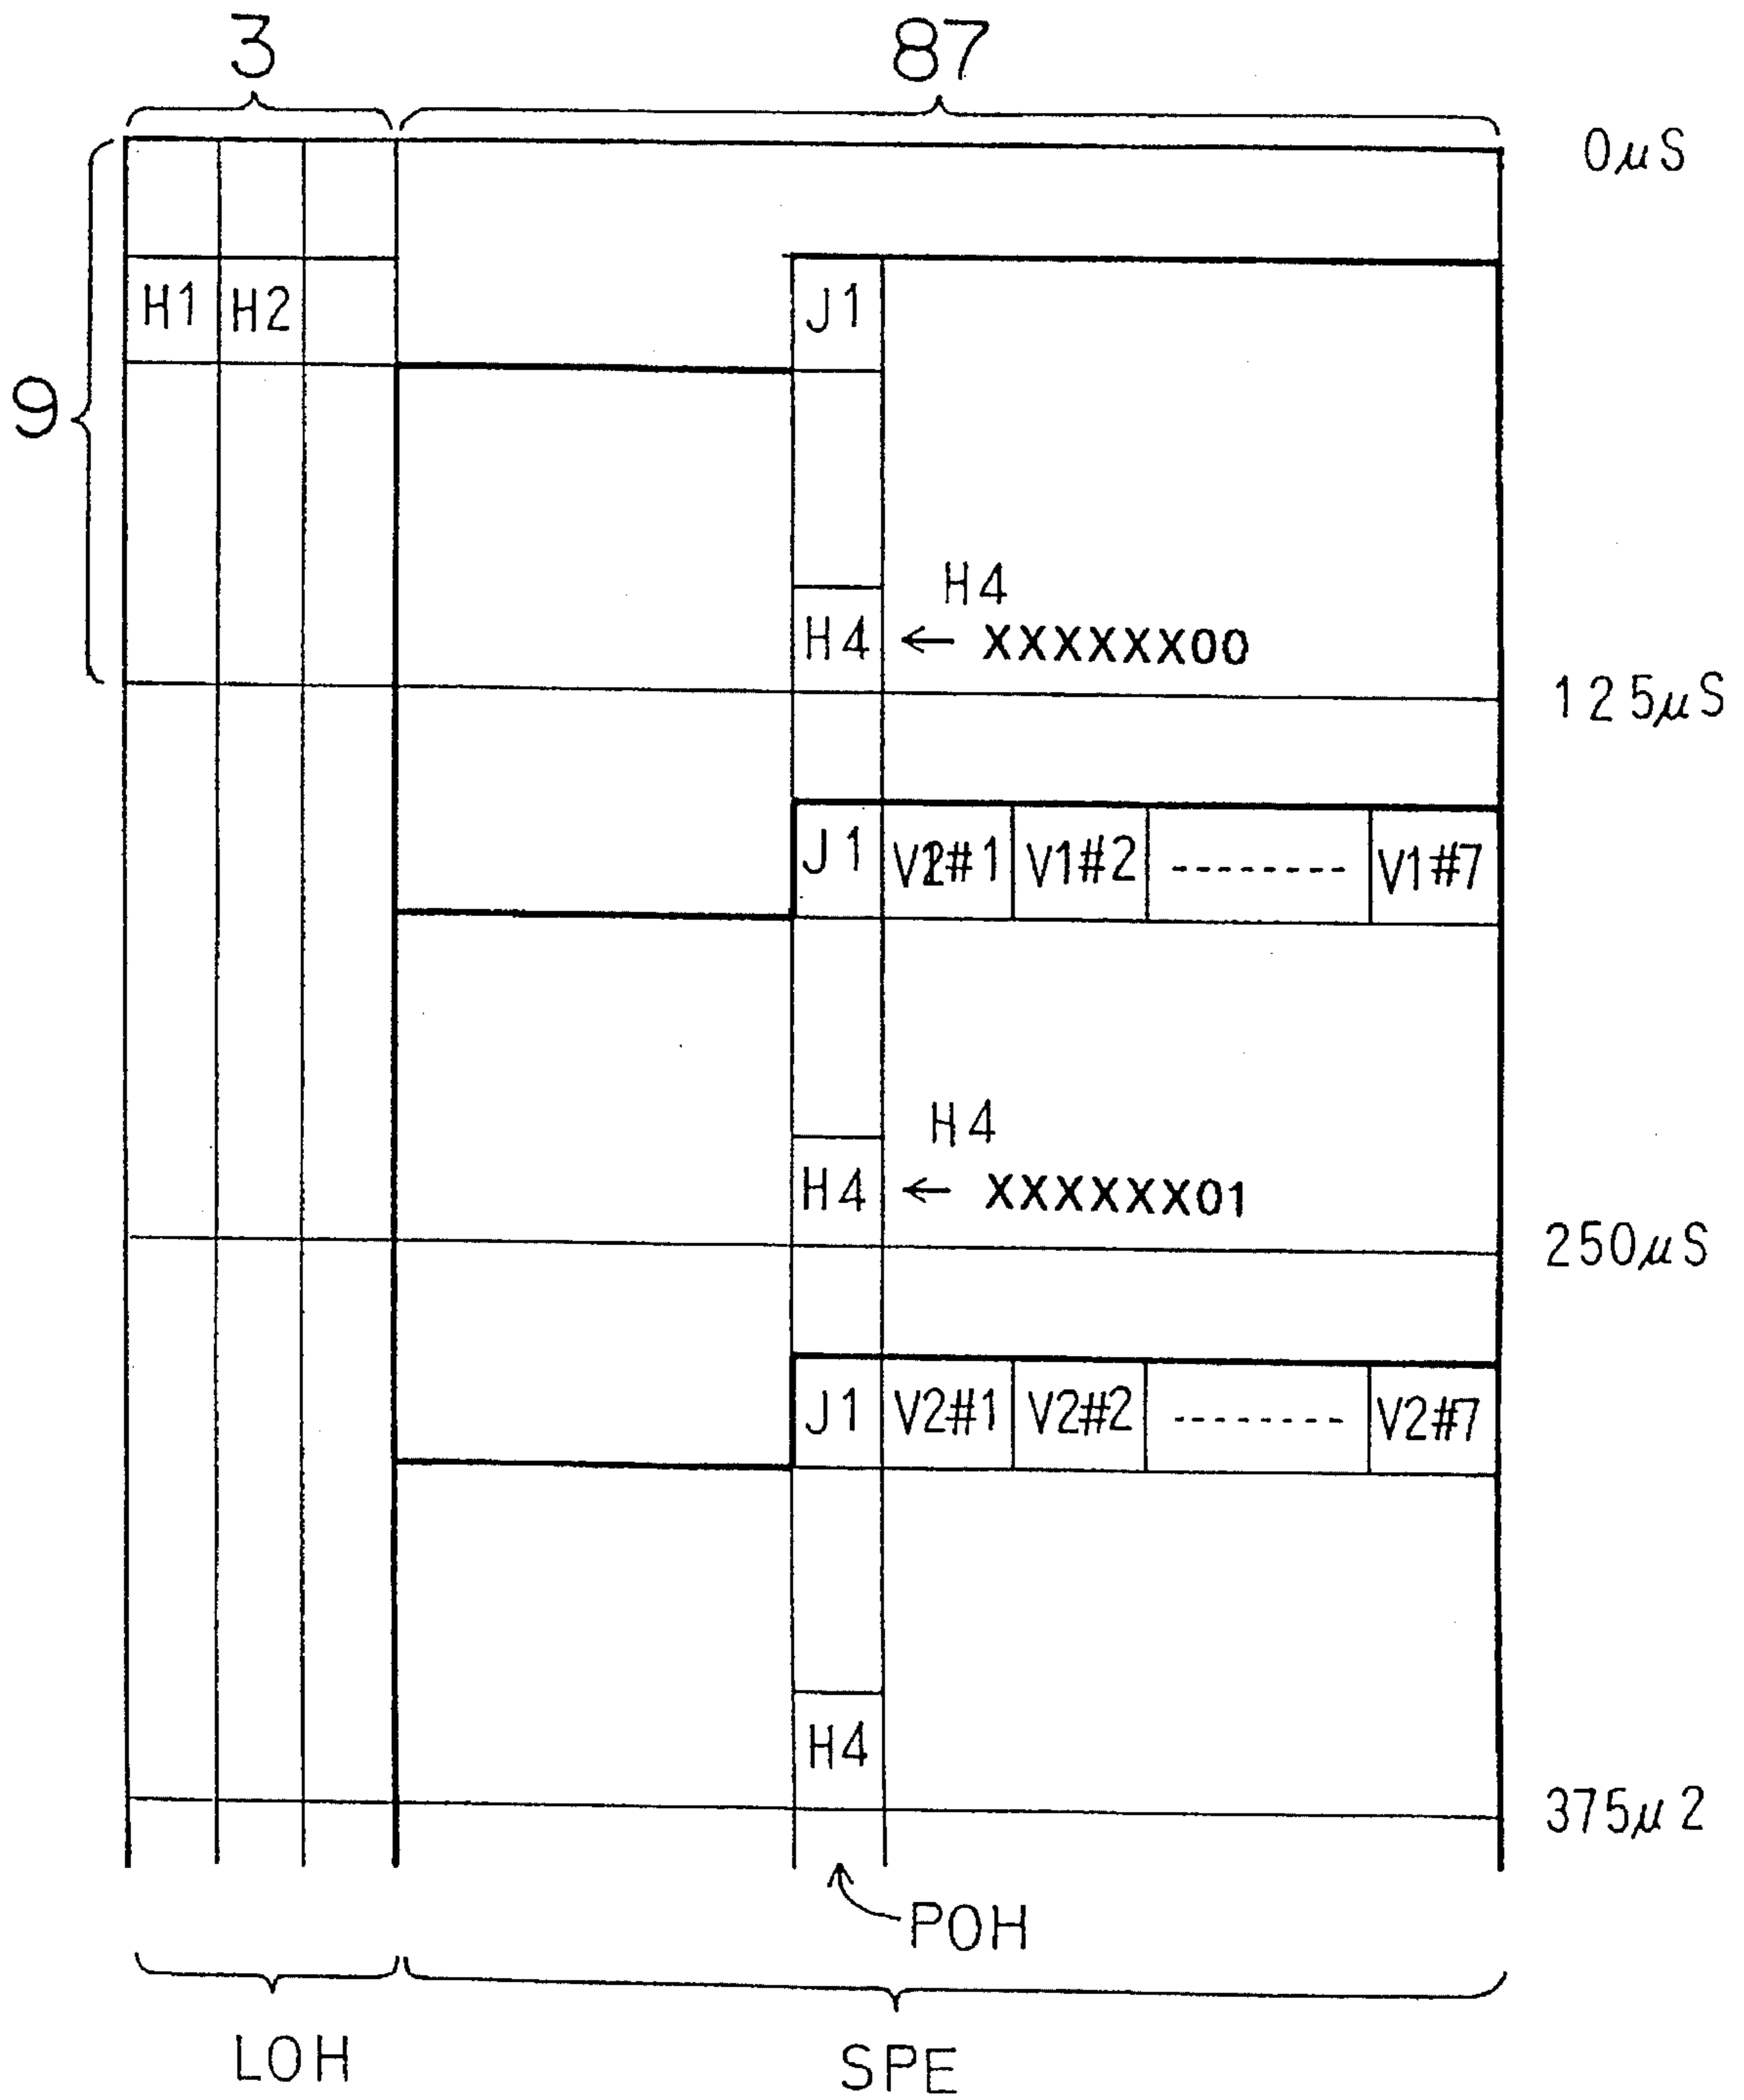 3 87
0μS
H1 H2 J1
9
H4
H4 ← XXXXXX00
125μS
J1 V1#2 -------- V1#7
H4
H4 ← XXXXXX01
250μS
J1 V2#1 V2#2 -------- V2#7
H4
375μ2
POH
LOH SPE